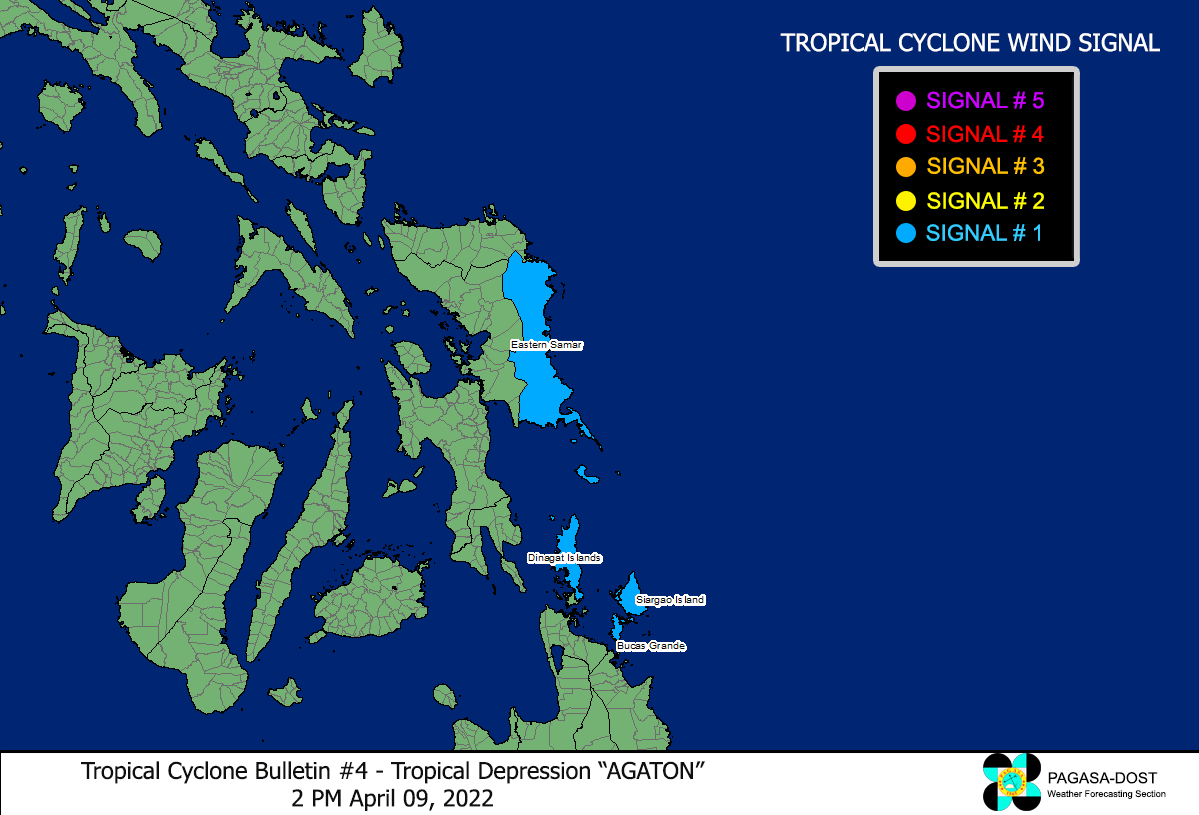 TROPICAL CYCLONE WIND SIGNAL
SIGNAL # 5
SIGNAL # 4
SIGNAL # 3
SIGNAL # 2
SIGNAL # 1
Eastern Samar
Dinagat Islands
Siargao Island
Bucas Grande
Tropical Cyclone Bulletin #4 - Tropical Depression “AGATON”
2 PM April 09, 2022
PAGASA-DOST
Weather Forecasting Section